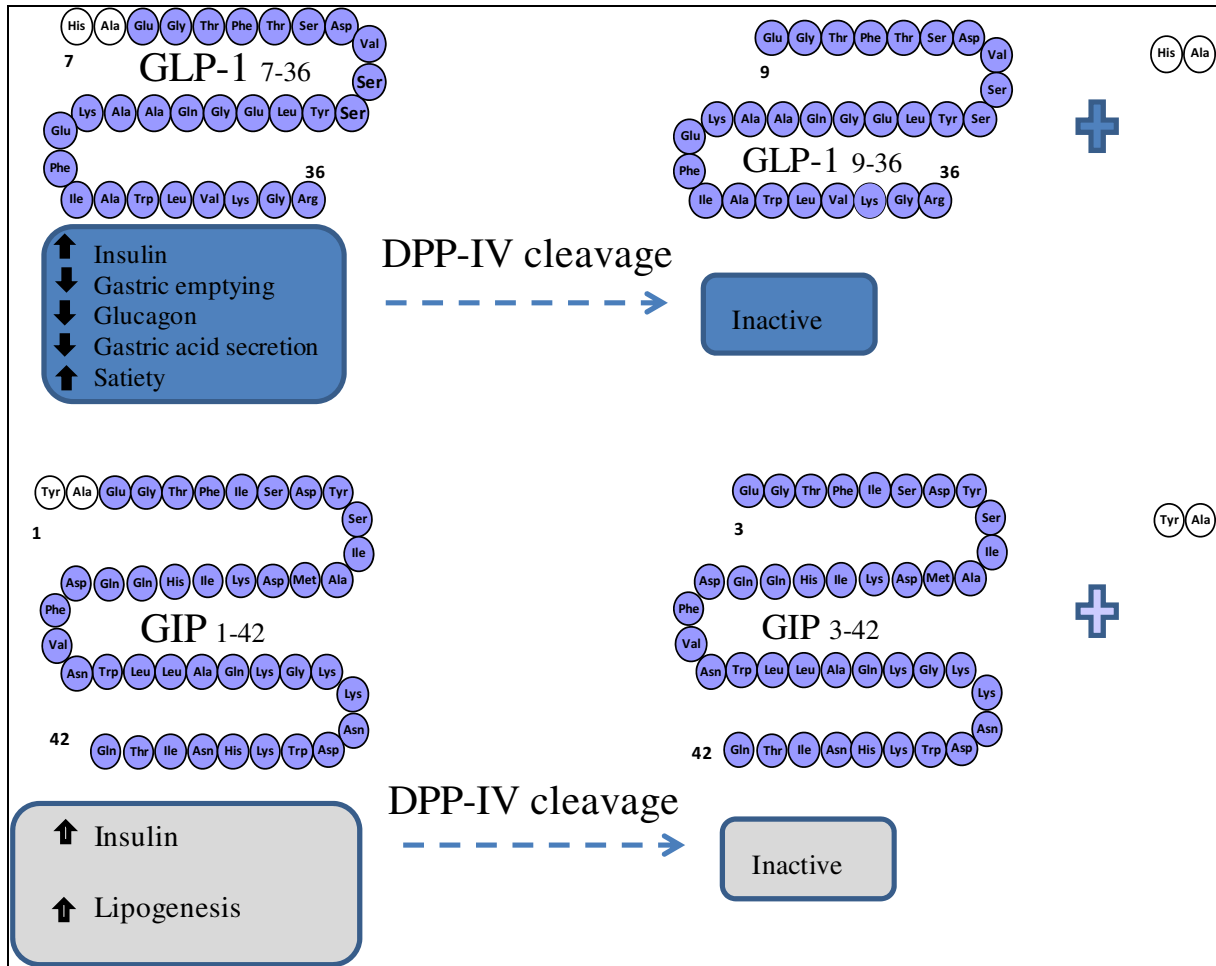 His Ala Glu Gly Thr Phe Thr Ser Asp
Val
7
GLP-1 7-36
Ser
Lys Ala Ala Gln Gly Glu Leu Tyr Ser
Glu
Phe
36
Ile Ala Trp Leu Val Lys Gly Arg
Glu Gly Thr Phe Thr Ser Asp
Val
9
Ser
Lys Ala Ala Gln Gly Glu Leu Tyr Ser
Glu
GLP-1 9-36
Phe
36
Ile Ala Trp Leu Val Lys Gly Arg
His Ala
Insulin
Gastric emptying
Glucagon
Gastric acid secretion
Satiety
DPP-IV cleavage
Inactive
Tyr Ala Glu Gly Thr Phe Ile Ser Asp Tyr
1
Ser
Ile
Asp Gln Gln His Ile Lys Asp Met Ala
Phe
GIP 1-42
Val
Asn Trp Leu Leu Ala Gln Lys Gly Lys
Lys
Asn
42
Gln Thr Ile Asn His Lys Trp Asp
Glu Gly Thr Phe Ile Ser Asp Tyr
3
Ser
Ile
Asp Gln Gln His Ile Lys Asp Met Ala
Phe
GIP 3-42
Val
Asn Trp Leu Leu Ala Gln Lys Gly Lys
Lys
Asn
42
Gln Thr Ile Asn His Lys Trp Asp
Tyr Ala
Insulin
Lipogenesis
DPP-IV cleavage
Inactive